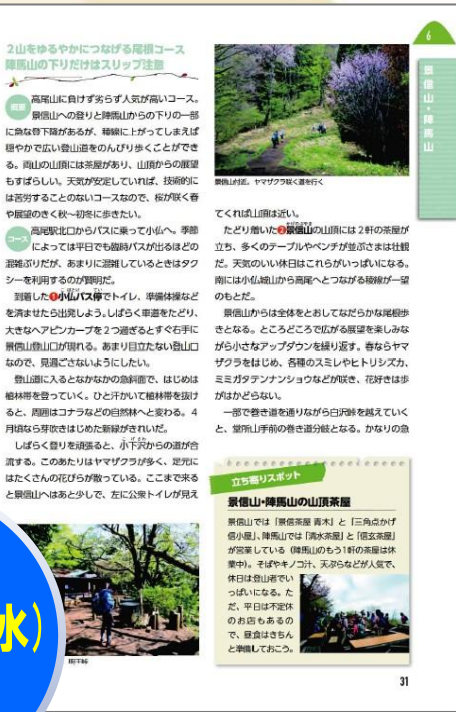 2山をゆるやかにつなげる尾根コース
陣馬山の下りだけはスリップ注意
概要 高尾山に負けず劣らず人気が高いコース。
景信山への登りと陣馬山からの下りの一部
に急な登下降があるが、稜線に上がってしまえば
穏やかで広い登山道をのんびり歩くことができ
る。両山の山頂には茶屋があり、山頂からの展望
もすばらしい。天気が安定していれば、技術的に
は苦労することのないコースなので、桜が咲く春
や展望のきく秋〜初冬に歩きたい。
コース 高尾駅北口からバスに乗って小仏へ。季節
によっては平日でも臨時バスが出るほどの
混雑ぶりだが、あまりに混雑しているときはタク
シーを利用するのが賢明だ。
到着した❶小仏バス停でトイレ、準備体操など
を済ませたら出発しよう。しばらく車道をたどり、
大きなヘアピンカーブを2つ過ぎるとすぐ右手に
景信山登山口が現れる。あまり目立たない登山口
なので、見過ごさないようにしたい。
登山道に入るとなかなかの急斜面で、はじめは
植林帯を登っていく。ひと汗かいて植林帯を抜け
ると、周囲はコナラなどの自然林へと変わる。4
月頃なら芽吹きはじめた新緑がきれいだ。
しばらく登りを頑張ると、小下沢からの道が合
流する。このあたりはヤマザクラが多く、足元に
はたくさんの花びらが散っている。ここまで来る
と景信山へはあと少しで、左に公衆トイレが見え
水)
景信山付近。ヤマザクラ咲く道を行く
てくれば山頂は近い。
たどり着いた❷景信山の山頂には2軒の茶屋が
立ち、多くのテーブルやベンチが並ぶさまは壮観
だ。天気のいい休日はこれらがいっぱいになる。
南には小仏城山から高尾へとつながる稜線が一望
のもとだ。
景信山からは全体をとおしてなだらかな尾根歩
きとなる。ところどころで広がる展望を楽しみな
がら小さなアップダウンを繰り返す。春ならヤマ
ザクラをはじめ、各種のスミレやヒトリシズカ、
ミミガタテンナンショウなどが咲き、花好きは歩
がはかどらない。
一部で巻き道を通りながら白沢峠を越えていく
と、堂所山手前の巻き道分岐となる。かなりの急
立ち寄りスポット
景信山・陣馬山の山頂茶屋
景信山では「景信茶屋 青木」と「三角点かげ
信小屋」、陣馬山では「清水茶屋」と「信玄茶屋」
が営業している（陣馬山のもう1軒の茶屋は休
業中）。そばやキノコ汁、天ぷらなどが人気で、
休日は登山者でい
っぱいになる。た
だ、平日は不定休
のお店もあるの
で、昼食はきちん
と準備しておこう。
6
景信山・陣馬山
31